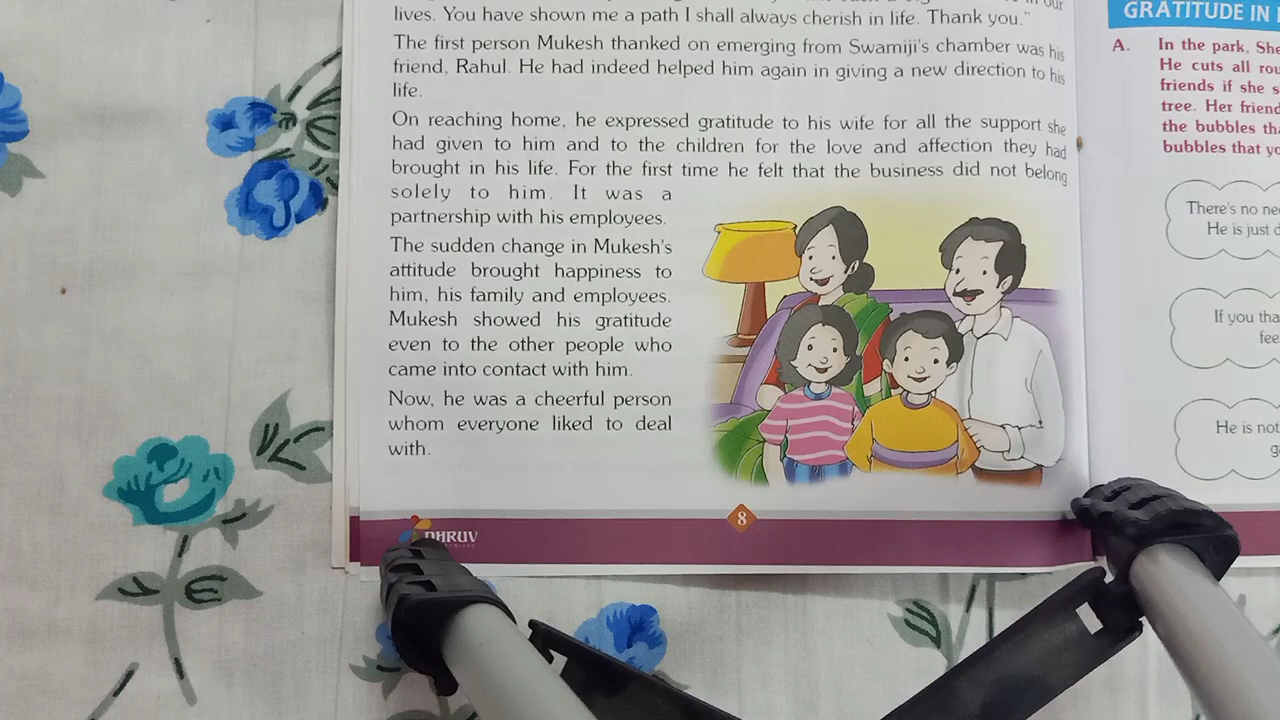 lives. You have shown me a path I shall always cherish in life. Thank you."
The first person Mukesh thanked on emerging from Swamiji's chamber was his
friend, Rahul. He had indeed helped him again in giving a new direction to his
life.
On reaching home, he expressed gratitude to his wife for all the support she
had given to him and to the children for the love and affection they had
brought in his life. For the first time he felt that the business did not belong
solely to him. It was a
partnership with his employees.
The sudden change in Mukesh's
attitude brought happiness to
him, his family and employees.
Mukesh showed his gratitude
even to the other people who
came into contact with him.
Now, he was a cheerful person
whom everyone liked to deal
with.
8
DHRUV
GRATITUDE IN
A. In the park, She
He cuts all rou
friends if she s
tree. Her friend
the bubbles tha
bubbles that yo
There's no ne
He is just d
If you tha
fee
He is not
g